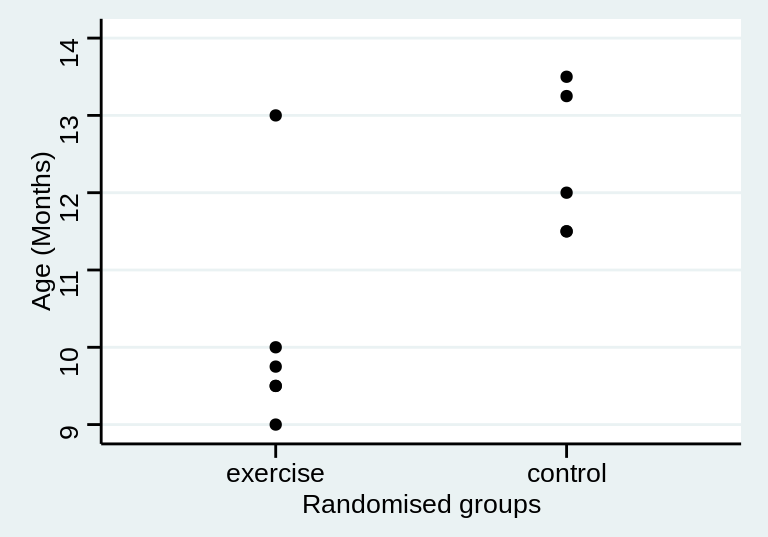 Age (Months)
14
13
12
11
10
9
exercise control
Randomised groups